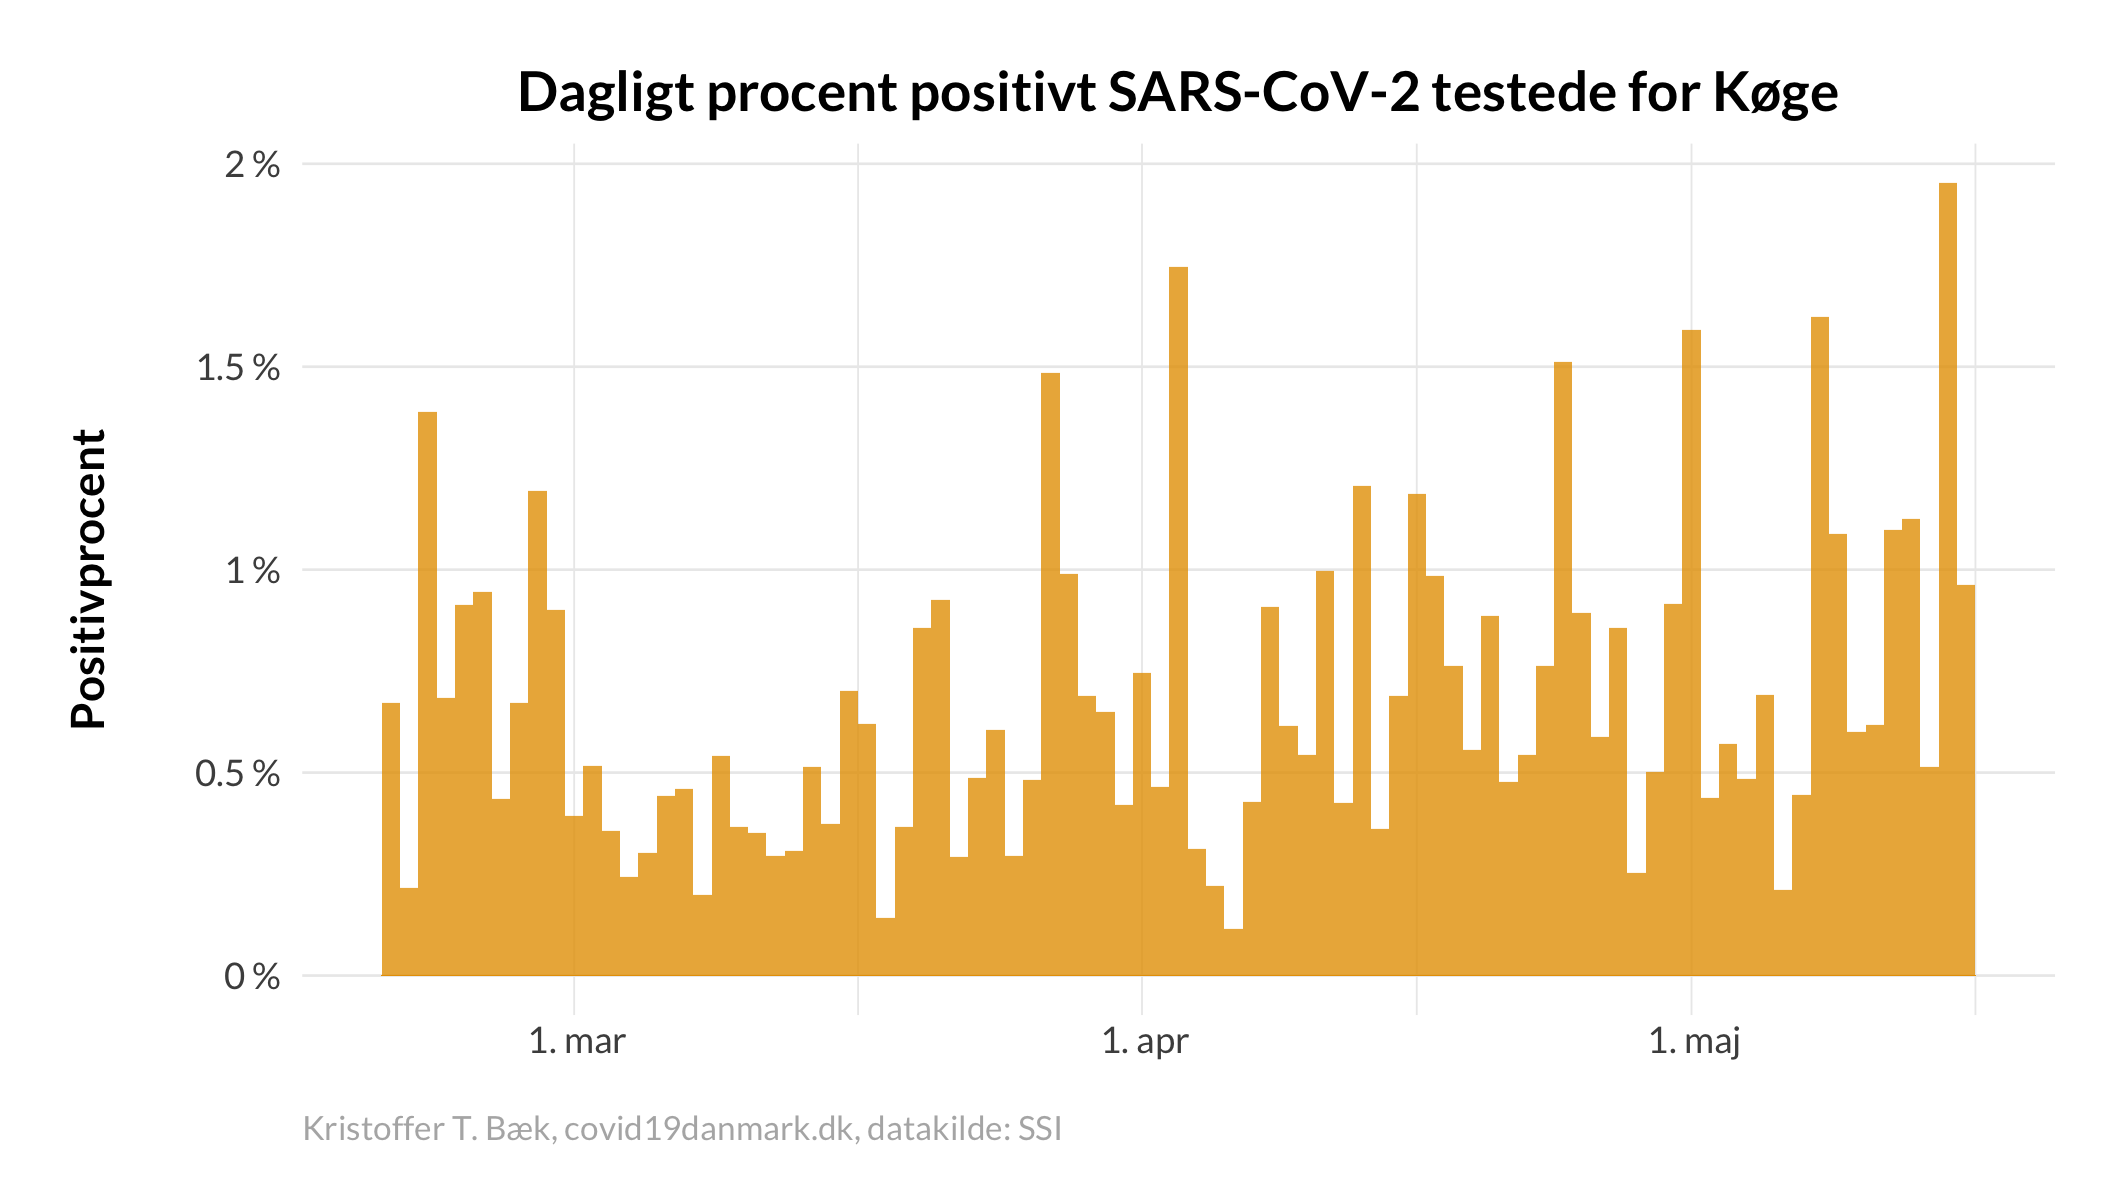 Dagligt procent positivt SARS-CoV-2 testede for Køge
Positivprocent
2 %
1.5 %
1 %
0.5 %
0 %
1. mar
1. apr
1. maj
Kristoffer T. Bæk, covid19danmark.dk, datakilde: SSI